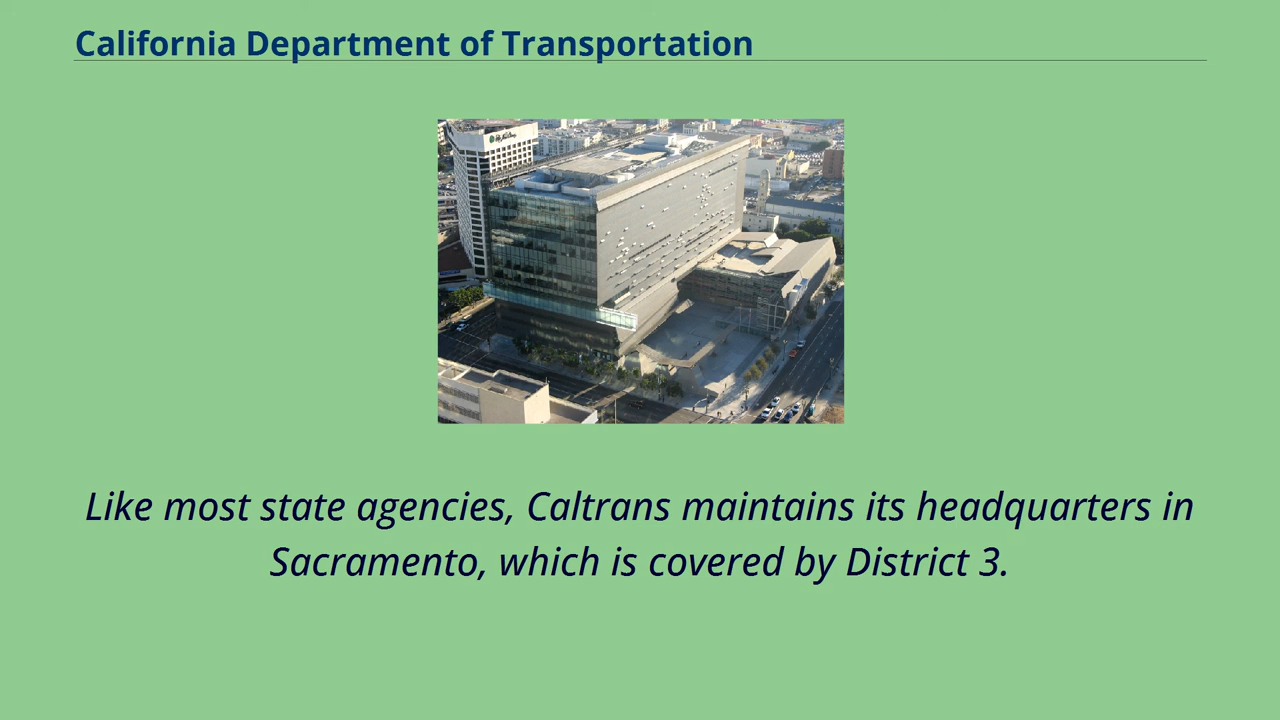 California Department of Transportation
Like most state agencies, Caltrans maintains its headquarters in
Sacramento, which is covered by District 3.